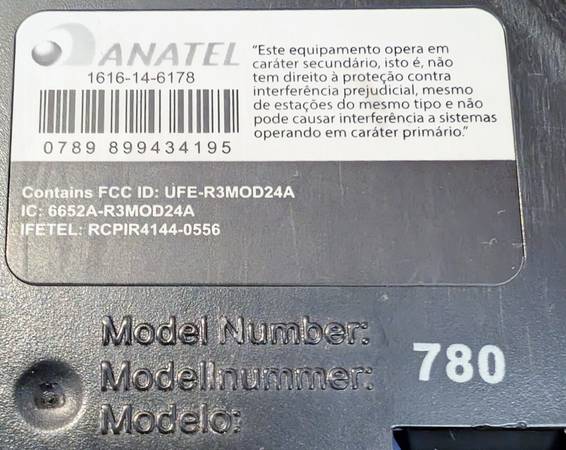 ANATEL
1616-14-6178
0789 899434195
"Este equipamento opera em
caráter secundário, isto é, não
tem direito à proteção contra
interferência prejudicial, mesmo
de estações do mesmo tipo e não
pode causar interferência a sistemas
operando em caráter primário."
Contains FCC ID: UFE-R3MOD24A
IC: 6652A-R3MOD24A
IFETEL: RCPIR4144-0556
Model Number:
Modellnummer: 780
Modelo: